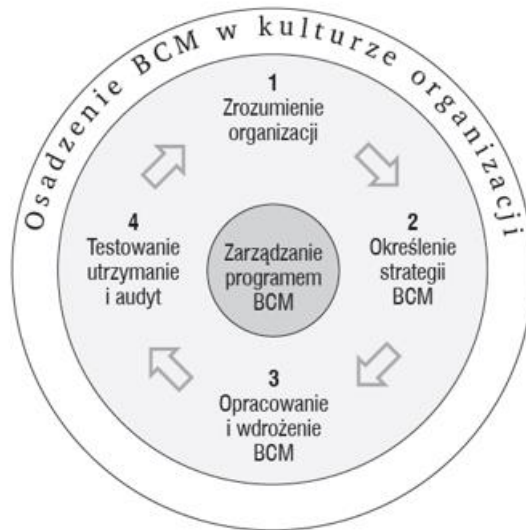 Osadzenie BCM w kulturze organizacji
1
Zrozumienie
organizacji
2
Określenie
strategii
BCM
3
Opracowanie
i wdrożenie
BCM
4
Testowanie
utrzymanie
i audyt
Zarządzanie
programem
BCM